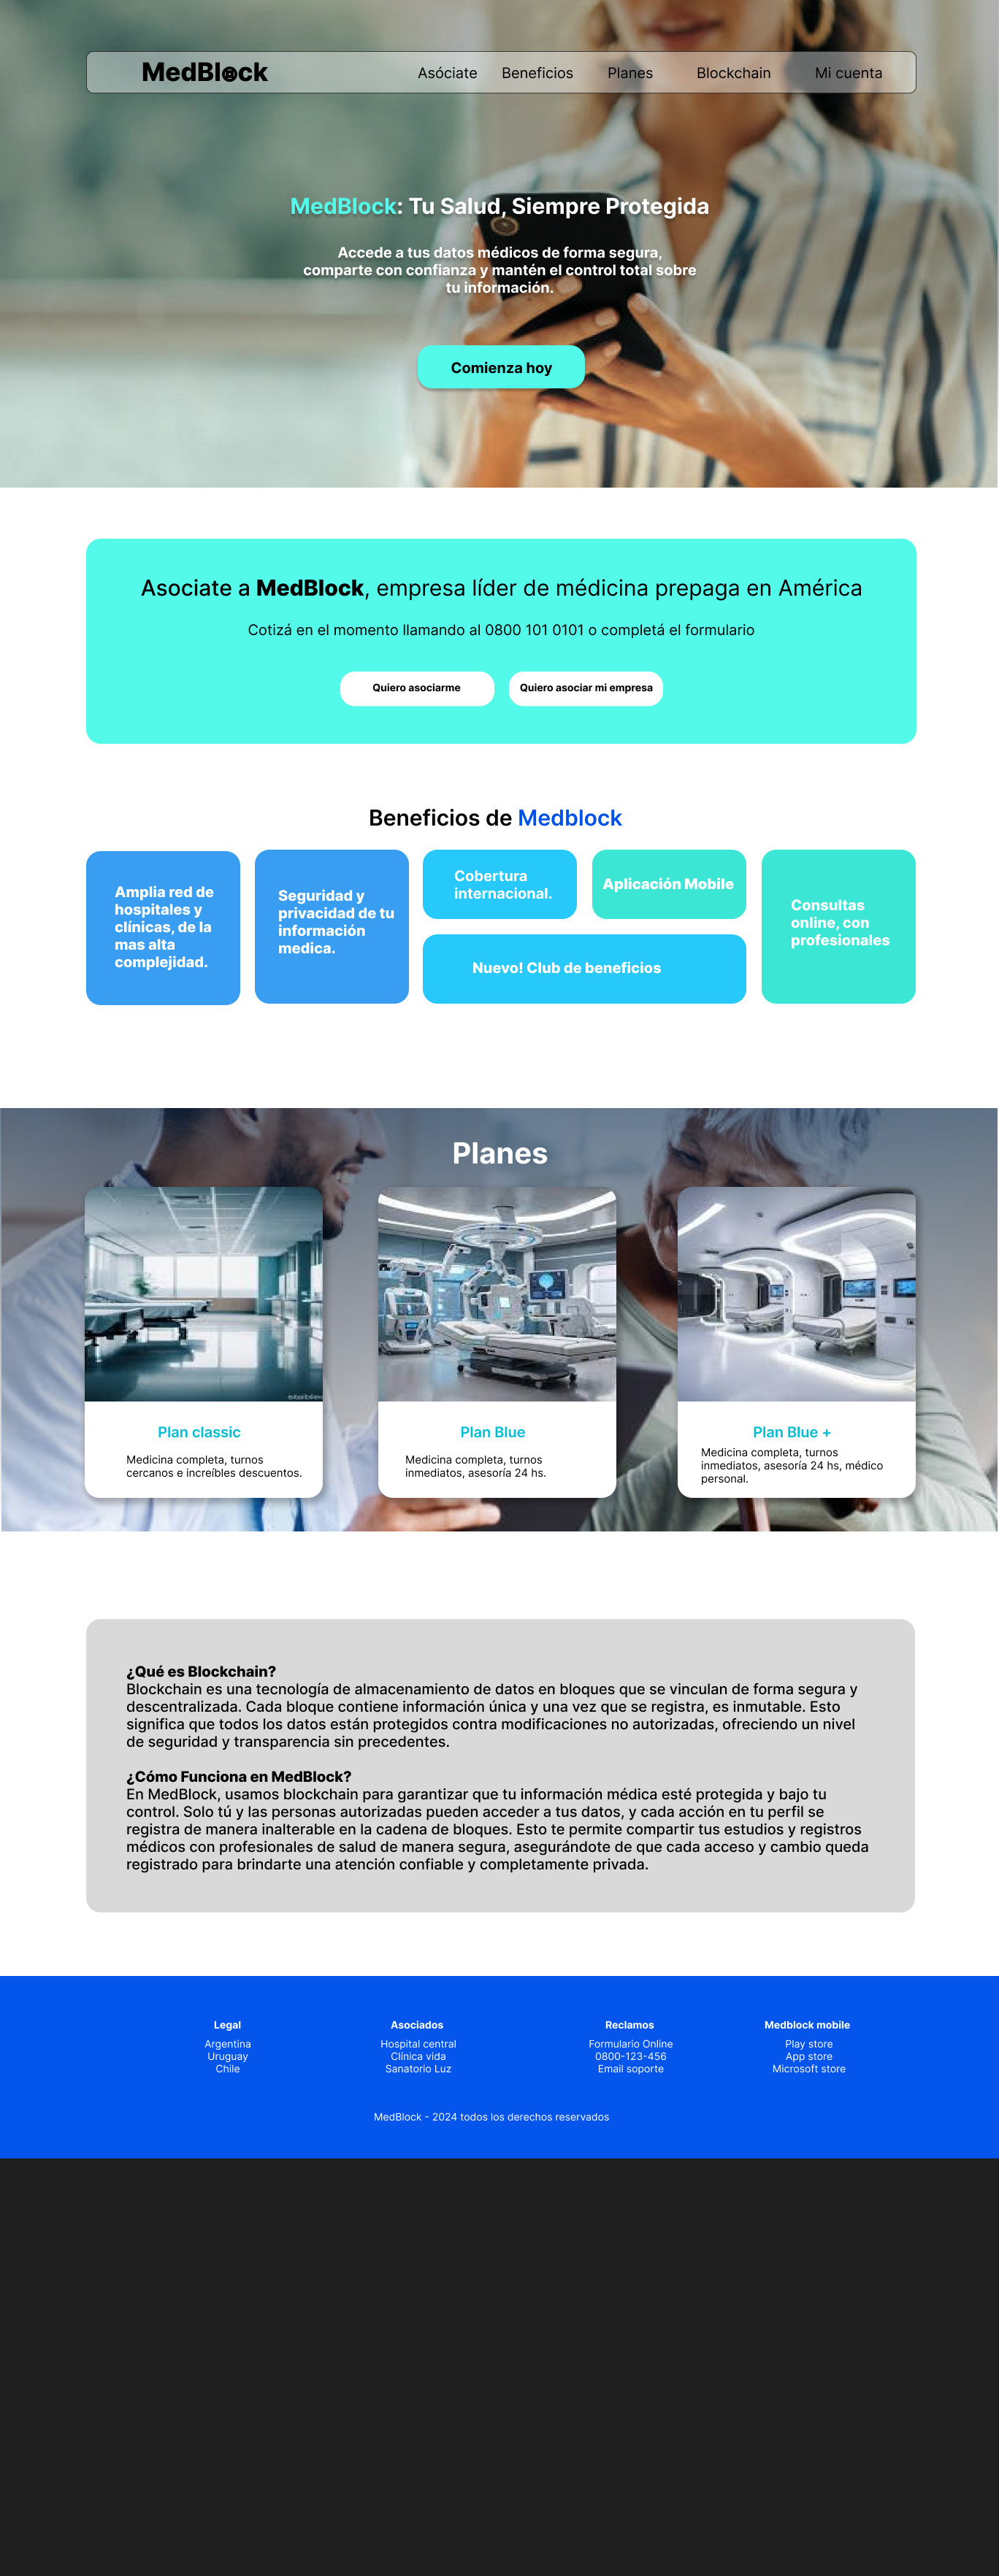 MedBlock
Asóciate Beneficios Planes Blockchain Mi cuenta
MedBlock: Tu Salud, Siempre Protegida
Accede a tus datos médicos de forma segura,
comparte con confianza y mantén el control total sobre
tu información.
Comienza hoy
Asociate a MedBlock, empresa líder de médicina prepaga en América
Cotizá en el momento llamando al 0800 101 0101 o completá el formulario
Quiero asociarme
Quiero asociar mi empresa
Beneficios de Medblock
Amplia red de
hospitales y
clínicas, de la
mas alta
complejidad.
Seguridad y
privacidad de tu
información
medica.
Cobertura
internacional.
Aplicación Mobile
Nuevo! Club de beneficios
Consultas
online, con
profesionales
Planes
Plan classic
Medicina completa, turnos
cercanos e increíbles descuentos.
Plan Blue
Medicina completa, turnos
inmediatos, asesoría 24 hs.
Plan Blue +
Medicina completa, turnos
inmediatos, asesoría 24 hs, médico
personal.
¿Qué es Blockchain?
Blockchain es una tecnología de almacenamiento de datos en bloques que se vinculan de forma segura y
descentralizada. Cada bloque contiene información única y una vez que se registra, es inmutable. Esto
significa que todos los datos están protegidos contra modificaciones no autorizadas, ofreciendo un nivel
de seguridad y transparencia sin precedentes.
¿Cómo Funciona en MedBlock?
En MedBlock, usamos blockchain para garantizar que tu información médica esté protegida y bajo tu
control. Solo tú y las personas autorizadas pueden acceder a tus datos, y cada acción en tu perfil se
registra de manera inalterable en la cadena de bloques. Esto te permite compartir tus estudios y registros
médicos con profesionales de salud de manera segura, asegurándote de que cada acceso y cambio queda
registrado para brindarte una atención confiable y completamente privada.
Legal
Argentina
Uruguay
Chile
Asociados
Hospital central
Clínica vida
Sanatorio Luz
Reclamos
Formulario Online
0800-123-456
Email soporte
Medblock mobile
Play store
App store
Microsoft store
MedBlock - 2024 todos los derechos reservados